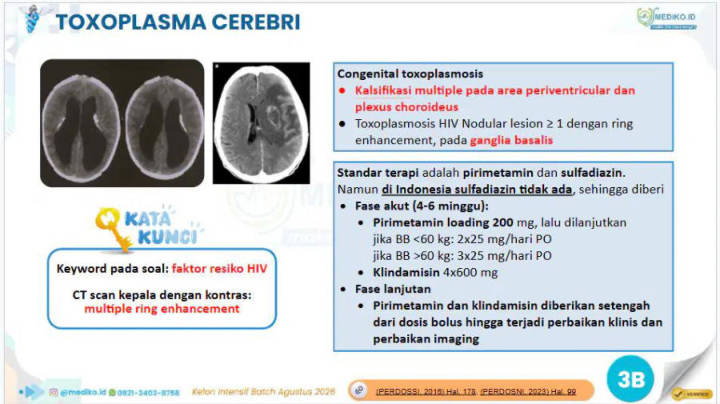 TOXOPLASMA CEREBRI
MEDIKO.ID
Congenital toxoplasmosis
● Kalsifikasi multiple pada area periventricular dan
plexus choroideus
● Toxoplasmosis HIV Nodular lesion ≥ 1 dengan ring
enhancement, pada ganglia basalis
Standar terapi adalah pirimetamin dan sulfadiazin.
Namun di Indonesia sulfadiazin tidak ada, sehingga diberi
• Fase akut (4-6 minggu):
• Pirimetamin loading 200 mg, lalu dilanjutkan
jika BB <60 kg: 2x25 mg/hari PO
jika BB >60 kg: 3x25 mg/hari PO
• Klindamisin 4x600 mg
• Fase lanjutan
• Pirimetamin dan klindamisin diberikan setengah
dari dosis bolus hingga terjadi perbaikan klinis dan
perbaikan imaging
KATA
KUNCI
Keyword pada soal: faktor resiko HIV
CT scan kepala dengan kontras:
multiple ring enhancement
@mediko.id 0821-3403-8768 Kelon Intensif Batch Agustus 2026
(PERDOSSI, 2016) Hal. 178, (PERDOSNI, 2023) Hal. 99
3B